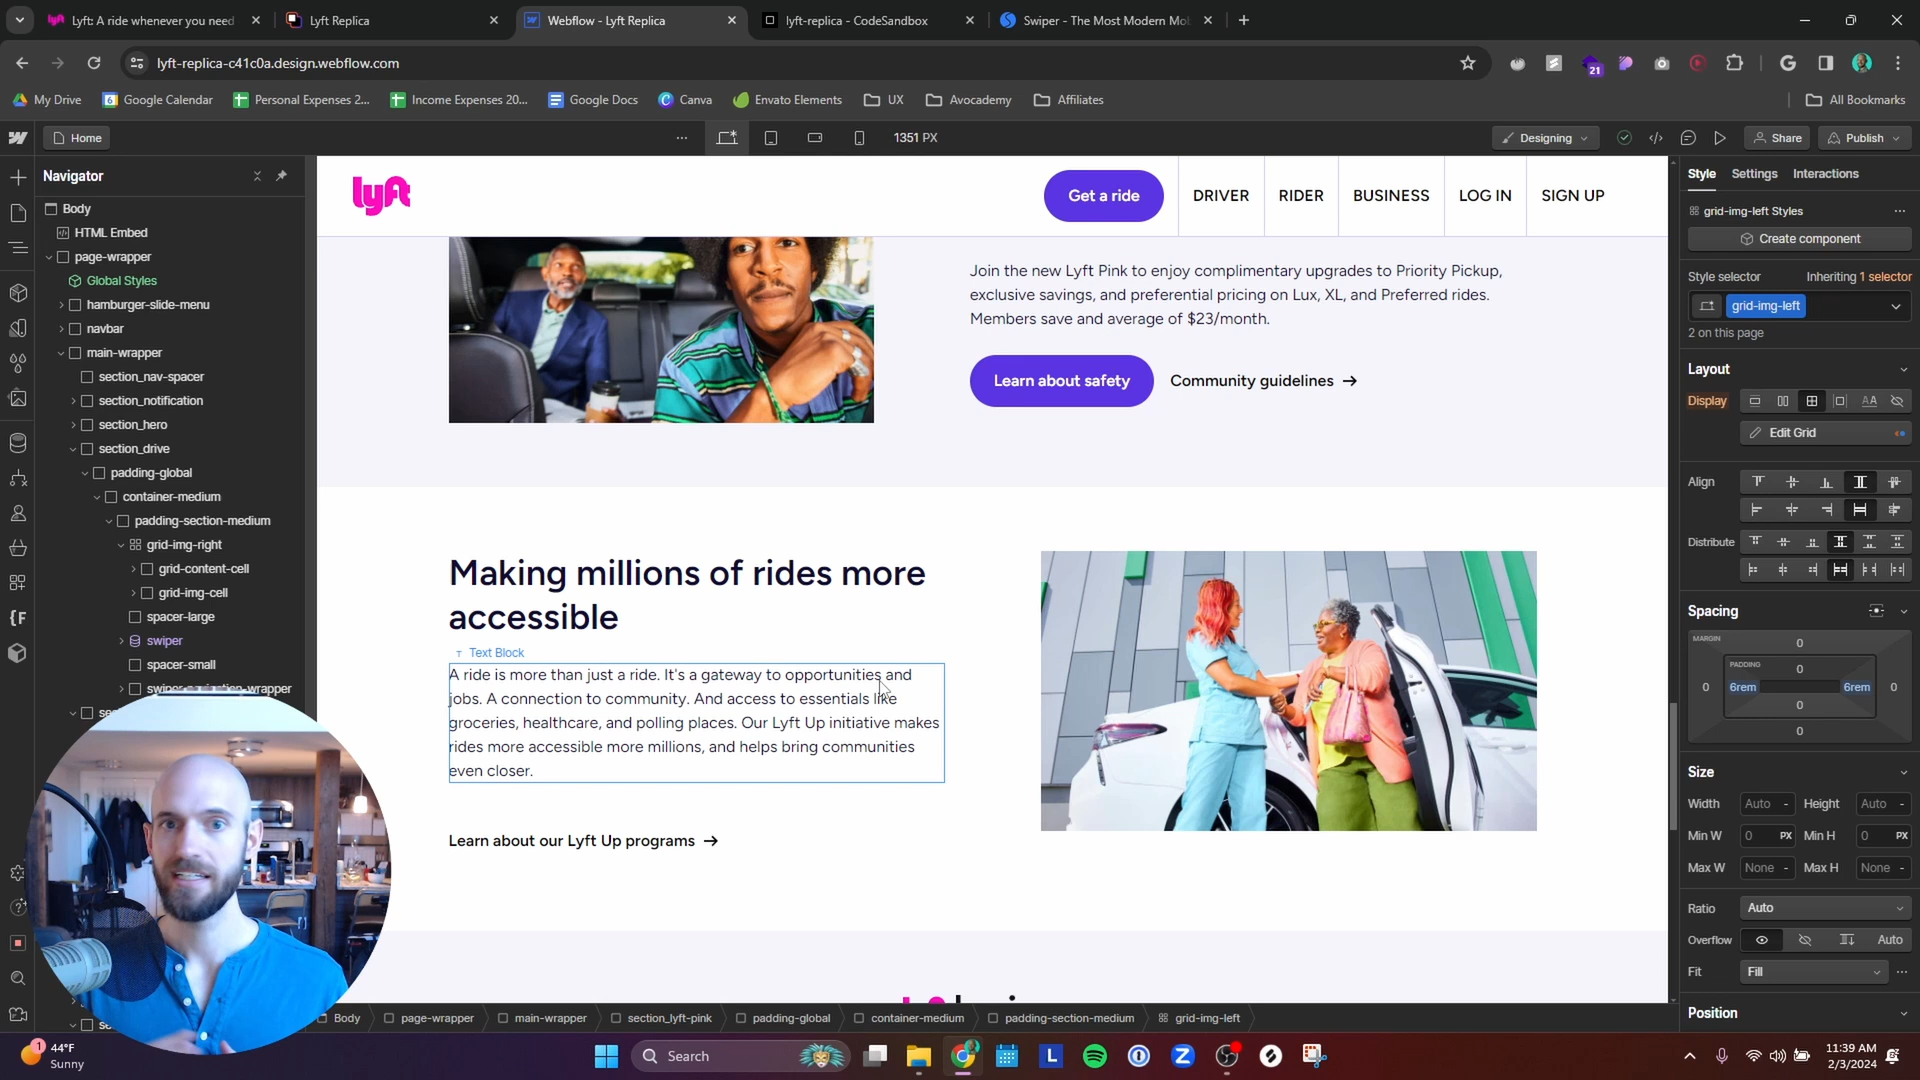 Lyft: A ride whenever you need
Lyft Replica
Webflow - Lyft Replica
lyft-replica - CodeSandbox
Swiper - The Most Modern Mo
lyft-replica-c41c0a.design.webflow.com
21
My Drive
Google Calendar
Personal Expenses 2...
Income Expenses 20...
Google Docs
Canva
Envato Elements
UX
Avocademy
Affiliates
All Bookmarks
Home
1351 PX
Designing
Share
Publish
Navigator
Body
HTML Embed
page-wrapper
Global Styles
hamburger-slide-menu
navbar
main-wrapper
section_nav-spacer
section_notification
section_hero
section_drive
padding-global
container-medium
padding-section-medium
grid-img-right
grid-content-cell
grid-img-cell
spacer-large
swiper
spacer-small
swiper-navigation-wrapper
lyft
Get a ride
DRIVER
RIDER
BUSINESS
LOG IN
SIGN UP
Join the new Lyft Pink to enjoy complimentary upgrades to Priority Pickup,
exclusive savings, and preferential pricing on Lux, XL, and Preferred rides.
Members save and average of $23/month.
Learn about safety
Community guidelines →
Making millions of rides more
accessible
Text Block
A ride is more than just a ride. It's a gateway to opportunities and
jobs. A connection to community. And access to essentials like
groceries, healthcare, and polling places. Our Lyft Up initiative makes
rides more accessible more millions, and helps bring communities
even closer.
Learn about our Lyft Up programs →
Body
page-wrapper
main-wrapper
section_lyft-pink
padding-global
container-medium
padding-section-medium
grid-img-left
Style
Settings
Interactions
grid-img-left Styles
Create component
Style selector
Inheriting 1 selector
grid-img-left
2 on this page
Layout
Display
Edit Grid
Align
Distribute
Spacing
MARGIN
0
PADDING
0
0
6rem
6rem
0
0
0
Size
Width
Auto -
Height
Auto -
Min W
0 PX
Min H
0 PX
Max W
None -
Max H
None -
Ratio
Auto
Overflow
Auto
Fit
Fill
Position
1
44°F
Sunny
Search
11:39 AM
2/3/2024